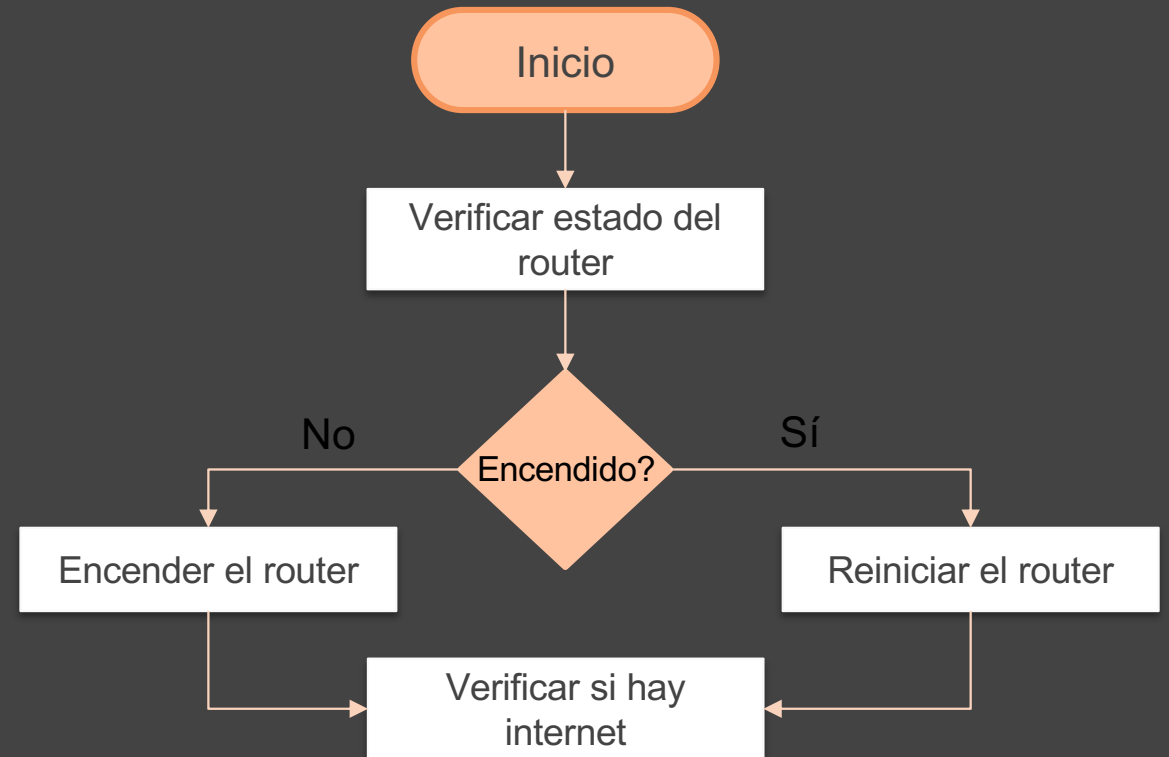 Inicio
Verificar estado del
router
No
Sí
Encendido?
Encender el router
Reiniciar el router
Verificar si hay
internet